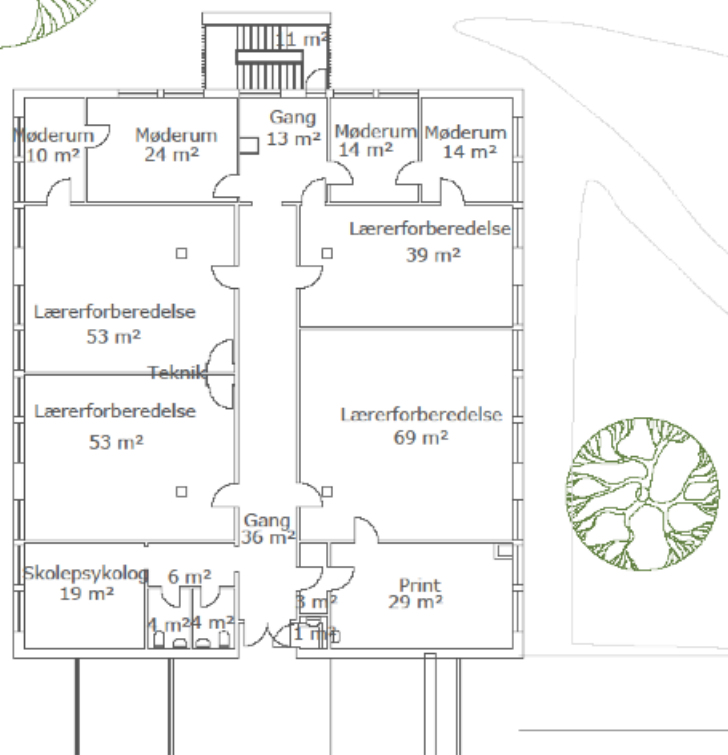 11 m²
Gang
13 m²
Møderum
10 m²
Møderum
24 m²
Møderum
14 m²
Møderum
14 m²
Lærerforberedelse
39 m²
Lærerforberedelse
53 m²
Teknik
Lærerforberedelse
53 m²
Lærerforberedelse
69 m²
Gang
36 m²
Skolepsykolog
19 m²
6 m²
4 m²
4 m²
3 m²
1 m²
Print
29 m²